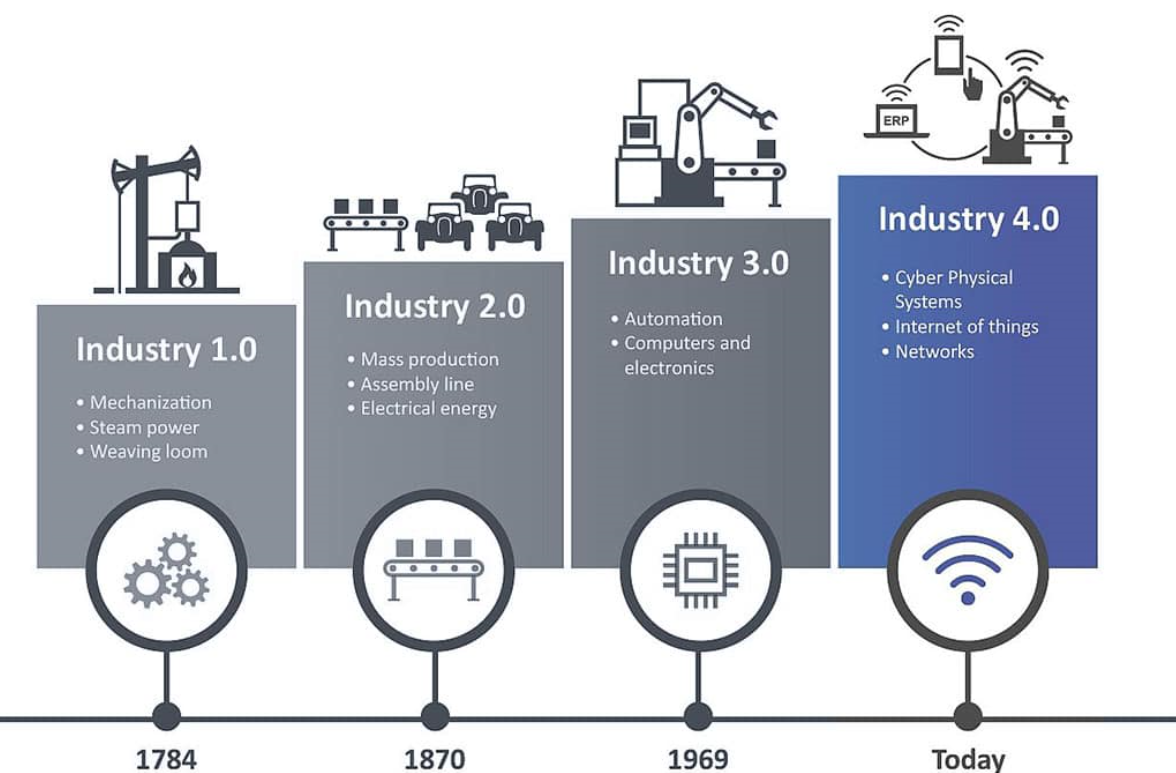 ERP
Industry 1.0
• Mechanization
• Steam power
• Weaving loom
Industry 2.0
• Mass production
• Assembly line
• Electrical energy
Industry 3.0
• Automation
• Computers and
electronics
Industry 4.0
• Cyber Physical
Systems
• Internet of things
• Networks
1784
1870
1969
Today